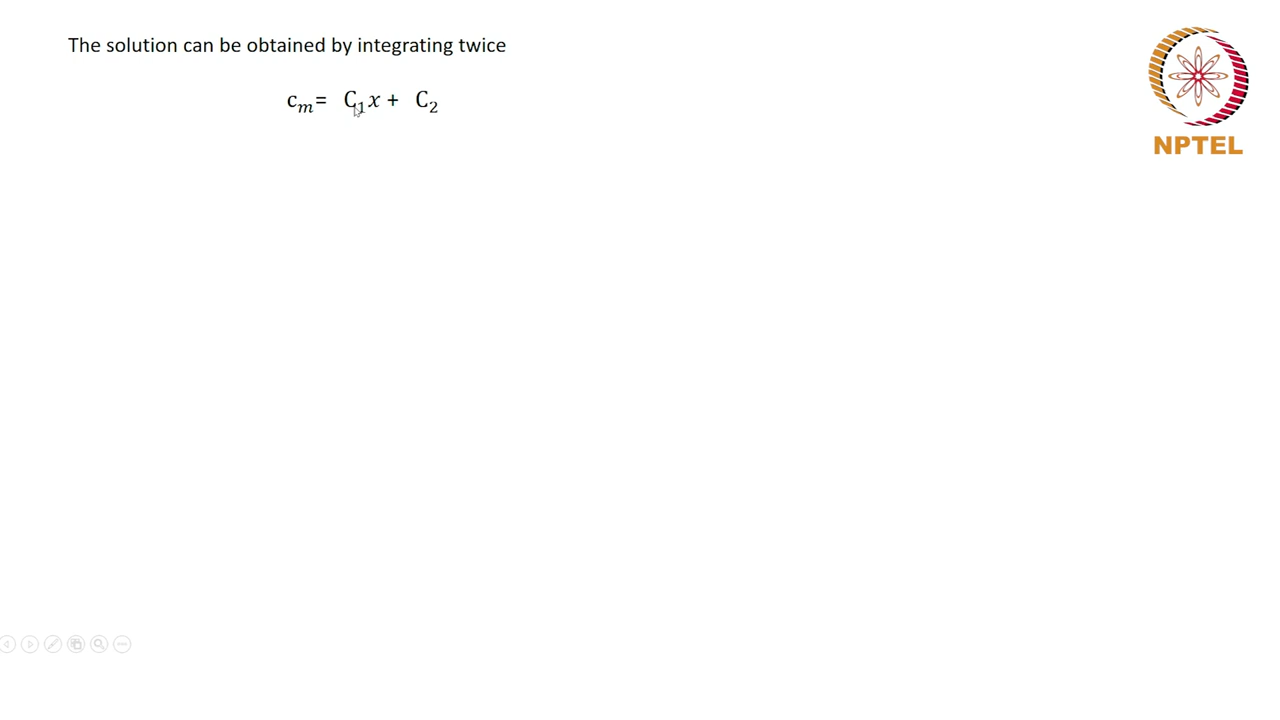 The solution can be obtained by integrating twice
c𝑚= C₁𝑥 + C₂
NPTEL